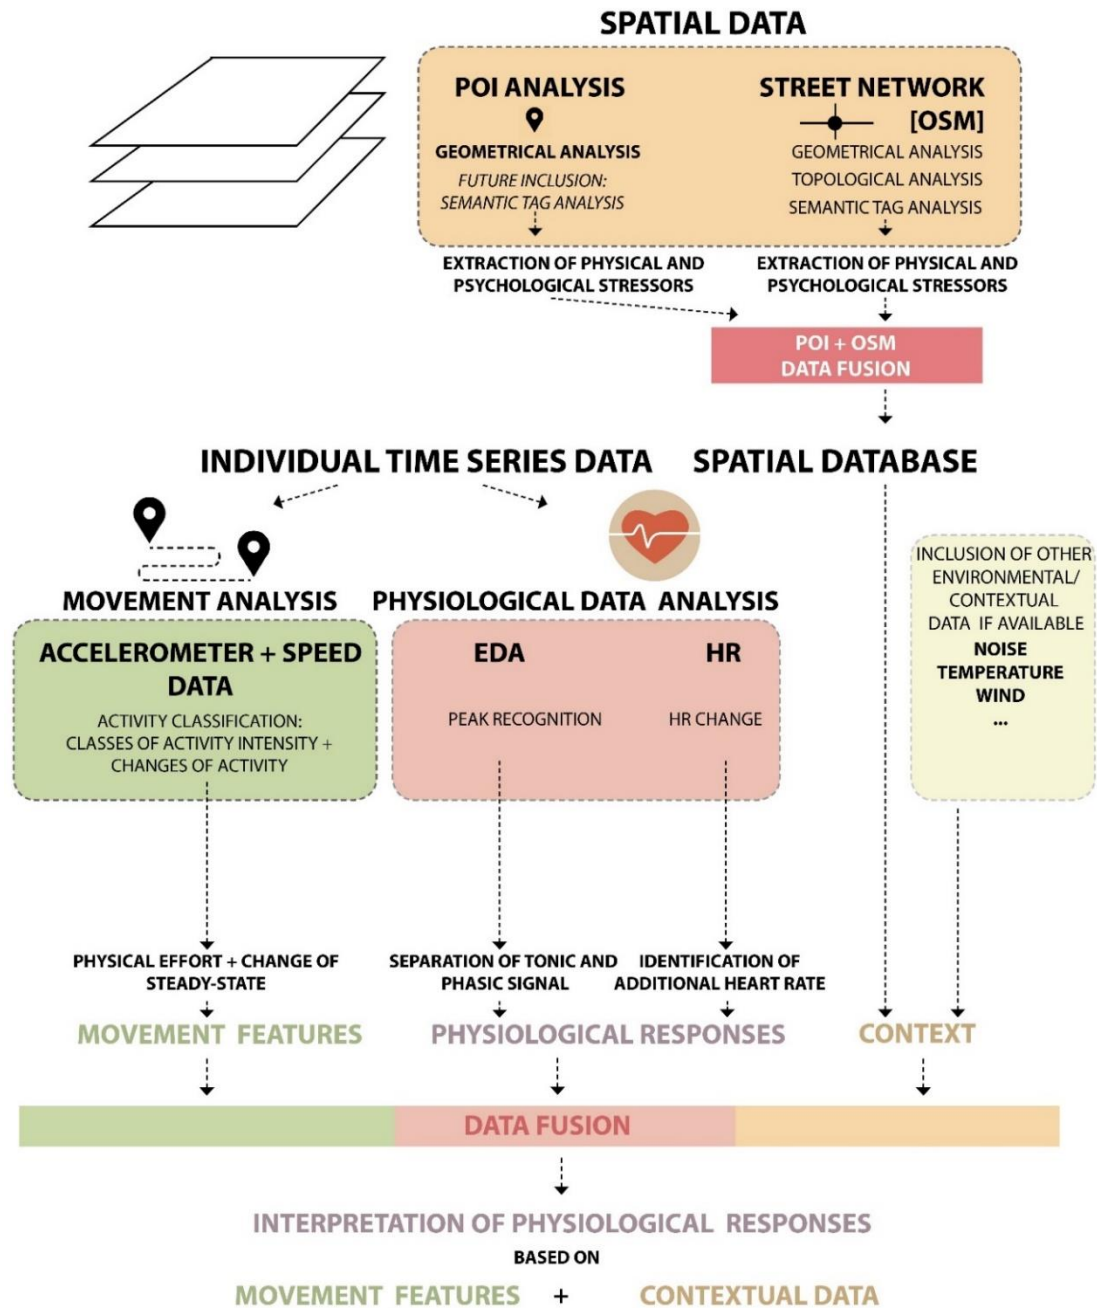 SPATIAL DATA
POI ANALYSIS
GEOMETRICAL ANALYSIS
FUTURE INCLUSION:
SEMANTIC TAG ANALYSIS
STREET NETWORK
[OSM]
GEOMETRICAL ANALYSIS
TOPOLOGICAL ANALYSIS
SEMANTIC TAG ANALYSIS
EXTRACTION OF PHYSICAL AND
PSYCHOLOGICAL STRESSORS
EXTRACTION OF PHYSICAL AND
PSYCHOLOGICAL STRESSORS
POI + OSM
DATA FUSION
INDIVIDUAL TIME SERIES DATA
SPATIAL DATABASE
MOVEMENT ANALYSIS
ACCELEROMETER + SPEED
DATA
ACTIVITY CLASSIFICATION:
CLASSES OF ACTIVITY INTENSITY +
CHANGES OF ACTIVITY
PHYSIOLOGICAL DATA ANALYSIS
EDA
PEAK RECOGNITION
HR
HR CHANGE
INCLUSION OF OTHER
ENVIRONMENTAL/
CONTEXTUAL
DATA IF AVAILABLE
NOISE
TEMPERATURE
WIND
...
PHYSICAL EFFORT + CHANGE OF
STEADY-STATE
SEPARATION OF TONIC AND
PHASIC SIGNAL
IDENTIFICATION OF
ADDITIONAL HEART RATE
MOVEMENT FEATURES
PHYSIOLOGICAL RESPONSES
CONTEXT
DATA FUSION
INTERPRETATION OF PHYSIOLOGICAL RESPONSES
BASED ON
MOVEMENT FEATURES + CONTEXTUAL DATA